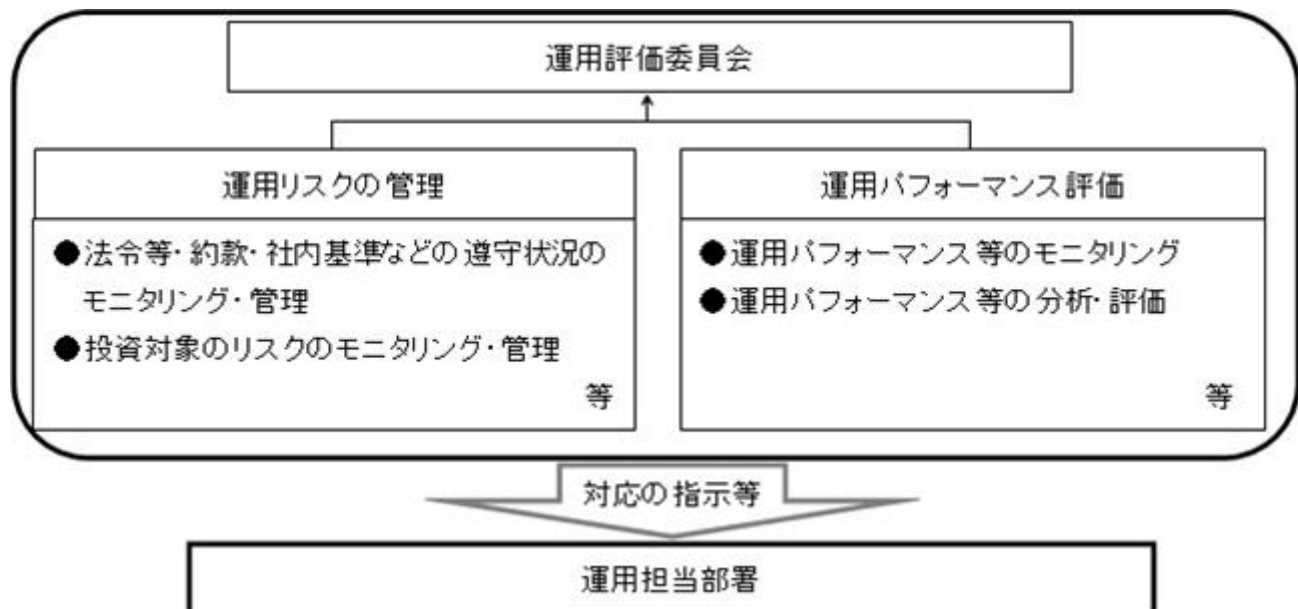 運用評価委員会
運用リスクの管理
●法令等・約款・社内基準などの遵守状況の
モニタリング・管理
●投資対象のリスクのモニタリング・管理
等
運用パフォーマンス評価
●運用パフォーマンス等のモニタリング
●運用パフォーマンス等の分析・評価
等
対応の指示等
運用担当部署